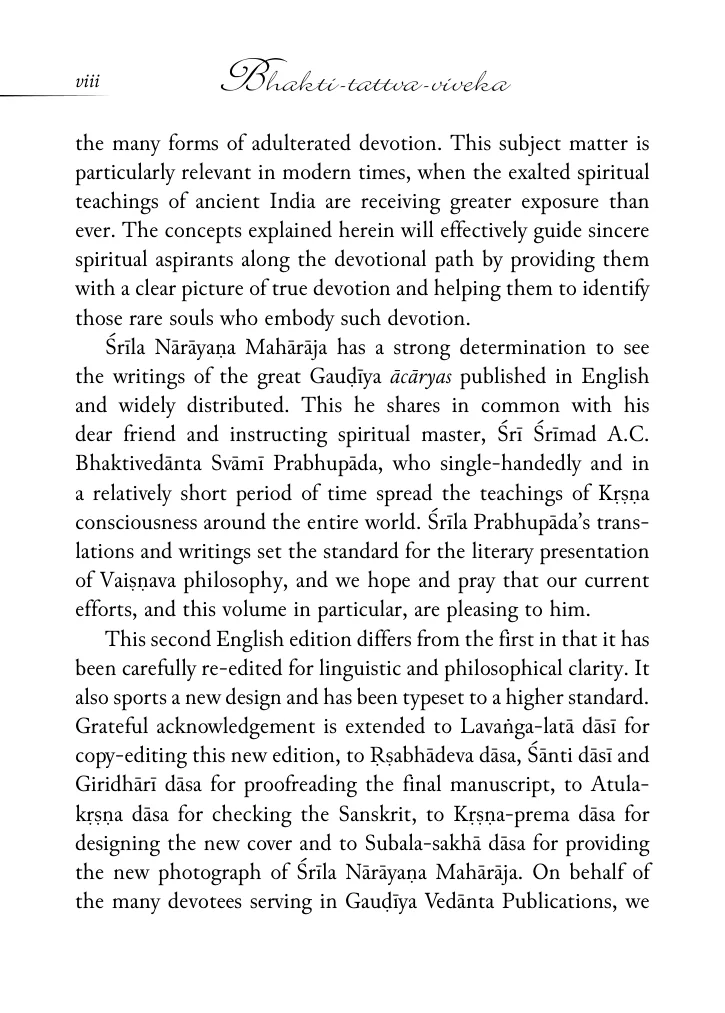 viii
Bhakti-tattva-viveka
the many forms of adulterated devotion. This subject matter is
particularly relevant in modern times, when the exalted spiritual
teachings of ancient India are receiving greater exposure than
ever. The concepts explained herein will effectively guide sincere
spiritual aspirants along the devotional path by providing them
with a clear picture of true devotion and helping them to identify
those rare souls who embody such devotion.
Śrīla Nārāyaṇa Mahārāja has a strong determination to see
the writings of the great Gauḍīya ācāryas published in English
and widely distributed. This he shares in common with his
dear friend and instructing spiritual master, Śrī Śrīmad A.C.
Bhaktivedānta Svāmī Prabhupāda, who single-handedly and in
a relatively short period of time spread the teachings of Kṛṣṇa
consciousness around the entire world. Śrīla Prabhupāda’s trans-
lations and writings set the standard for the literary presentation
of Vaiṣṇava philosophy, and we hope and pray that our current
efforts, and this volume in particular, are pleasing to him.
This second English edition differs from the first in that it has
been carefully re-edited for linguistic and philosophical clarity. It
also sports a new design and has been typeset to a higher standard.
Grateful acknowledgement is extended to Lavaṅga-latā dāsī for
copy-editing this new edition, to Ṛṣabhādeva dāsa, Śānti dāsī and
Giridhārī dāsa for proofreading the final manuscript, to Atula-
kṛṣṇa dāsa for checking the Sanskrit, to Kṛṣṇa-prema dāsa for
designing the new cover and to Subala-sakhā dāsa for providing
the new photograph of Śrīla Nārāyaṇa Mahārāja. On behalf of
the many devotees serving in Gauḍīya Vedānta Publications, we